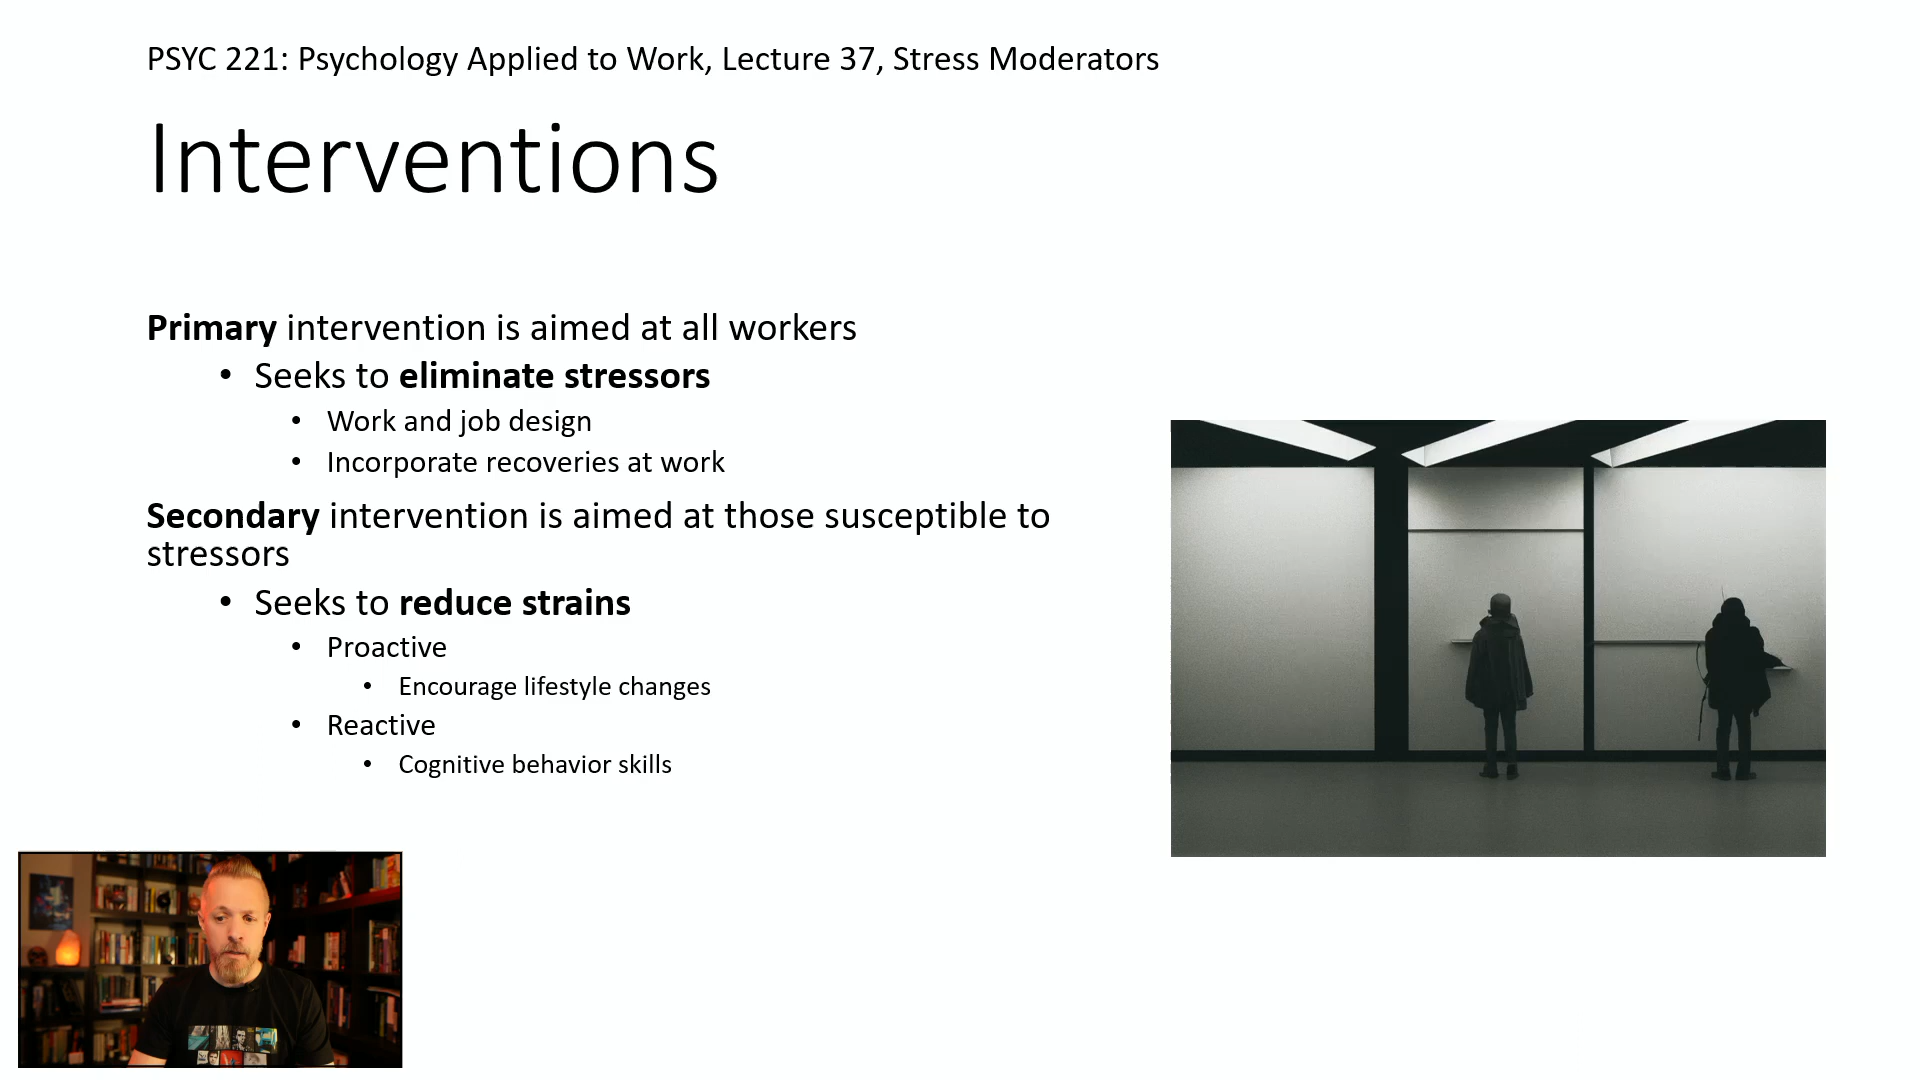 PSYC 221: Psychology Applied to Work, Lecture 37, Stress Moderators
Interventions
Primary intervention is aimed at all workers
• Seeks to eliminate stressors
• Work and job design
• Incorporate recoveries at work
Secondary intervention is aimed at those susceptible to
stressors
• Seeks to reduce strains
• Proactive
• Encourage lifestyle changes
• Reactive
• Cognitive behavior skills